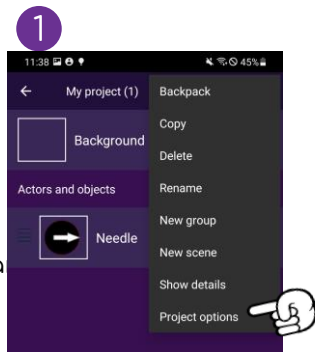 1
11:38 45%
My project (1) Backpack
Copy
Background
Delete
Actors and objects Rename
New group
Needle
New scene
Show details
Project options